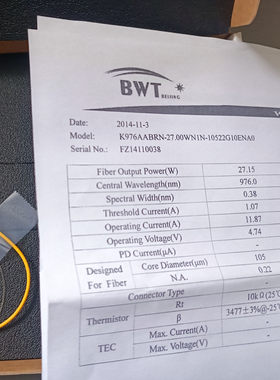 BWT
BEIJING
Date: 2014-11-3
Model: K976AABRN-27.00WN1N-10522G10ENA0
Serial No.: FZ14110038
Fiber Output Power(W) 27.15
Central Wavelength(nm) 976.0
Spectral Width(nm) 0.38
Threshold Current(A) 1.07
Operating Current(A) 11.87
Operating Voltage(V) 4.74
PD Current(μA) -
Designed For Fiber Core Diameter(μm) 105
N.A. 0.22
Connector Type
Thermistor Rt 10kΩ(25
β 3477±3%@-25
TEC Max. Current(A)
Max. Voltage(V)